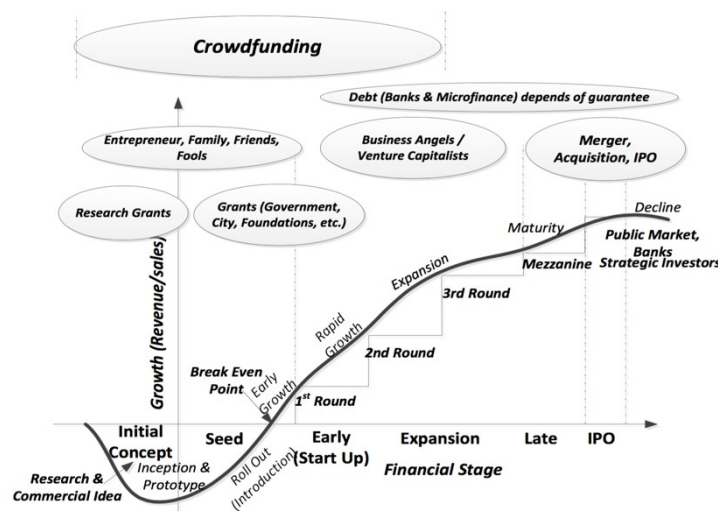 Crowdfunding
Debt (Banks & Microfinance) depends of guarantee
Entrepreneur, Family, Friends,
Fools
Business Angels /
Venture Capitalists
Merger,
Acquisition, IPO
Research Grants
Grants (Government,
City, Foundations, etc.)
Growth (Revenue/sales)
Maturity
Decline
Public Market,
Banks
Strategic Investors
Mezzanine
Expansion
3rd Round
Rapid
Growth
2nd Round
Break Even
Point
Early
Growth
1st Round
Initial
Concept
Seed
Early
(Start Up)
Expansion
Late
IPO
Financial Stage
Research &
Commercial Idea
Inception &
Prototype
Roll Out
(Introduction)